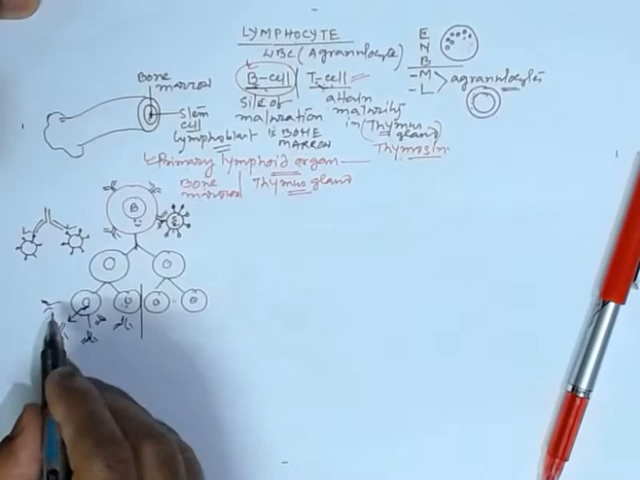 LYMPHOCYTE
WBC (Agranulocyte)
E
N
B
- M
- L
agranulocytes
B-cell
T-cell
Site of
maturation
is BONE
MARROW
attain
maturity
in (Thymus
gland)
Thymosin
Bone
marrow
Stem
cell
lymphoblast
Primary lymphoid organ
Bone
marrow
Thymus gland
B